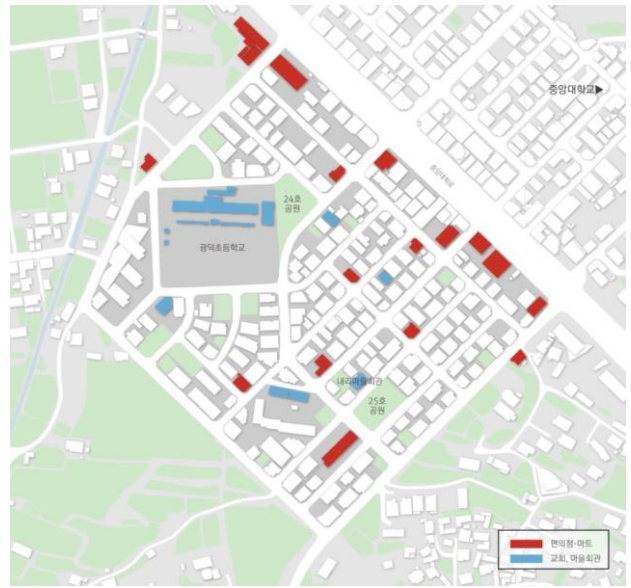 중앙대학교▶
중앙대학로
24호
공원
광덕초등학교
내리마을회관
25호
공원
편의점·마트
교회, 마을회관